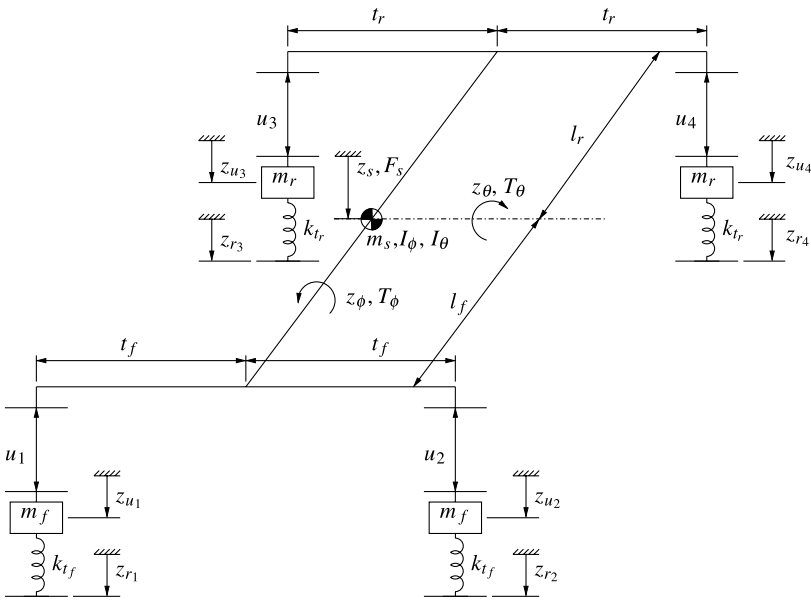 t_r t_r
u_3 u_4
l_r
z_{u_3} m_r z_s, F_s m_r z_{u_4}
z_θ, T_θ
z_{r_3} k_{t_r} k_{t_r} z_{r_4}
m_s, I_ϕ, I_θ
z_ϕ, T_ϕ l_f
t_f t_f
u_1 u_2
z_{u_1} z_{u_2}
m_f m_f
k_{t_f} z_{r_1} k_{t_f} z_{r_2}